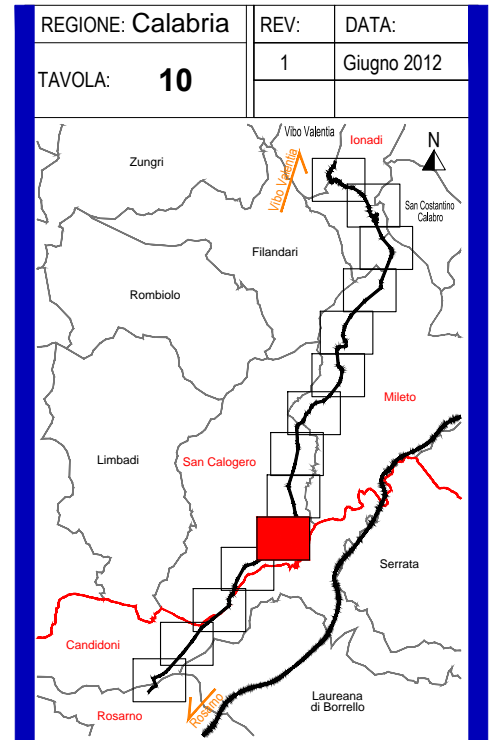 REGIONE: Calabria
REV:
DATA:
TAVOLA: 10
1
Giugno 2012
Vibo Valentia
Ionadi
N
Zungri
Vibo Valentia
San Costantino
Calabro
Filandari
Rombiolo
Mileto
Limbadi
San Calogero
Serrata
Candidoni
Laureana
di Borrello
Rosarno
Rosarno